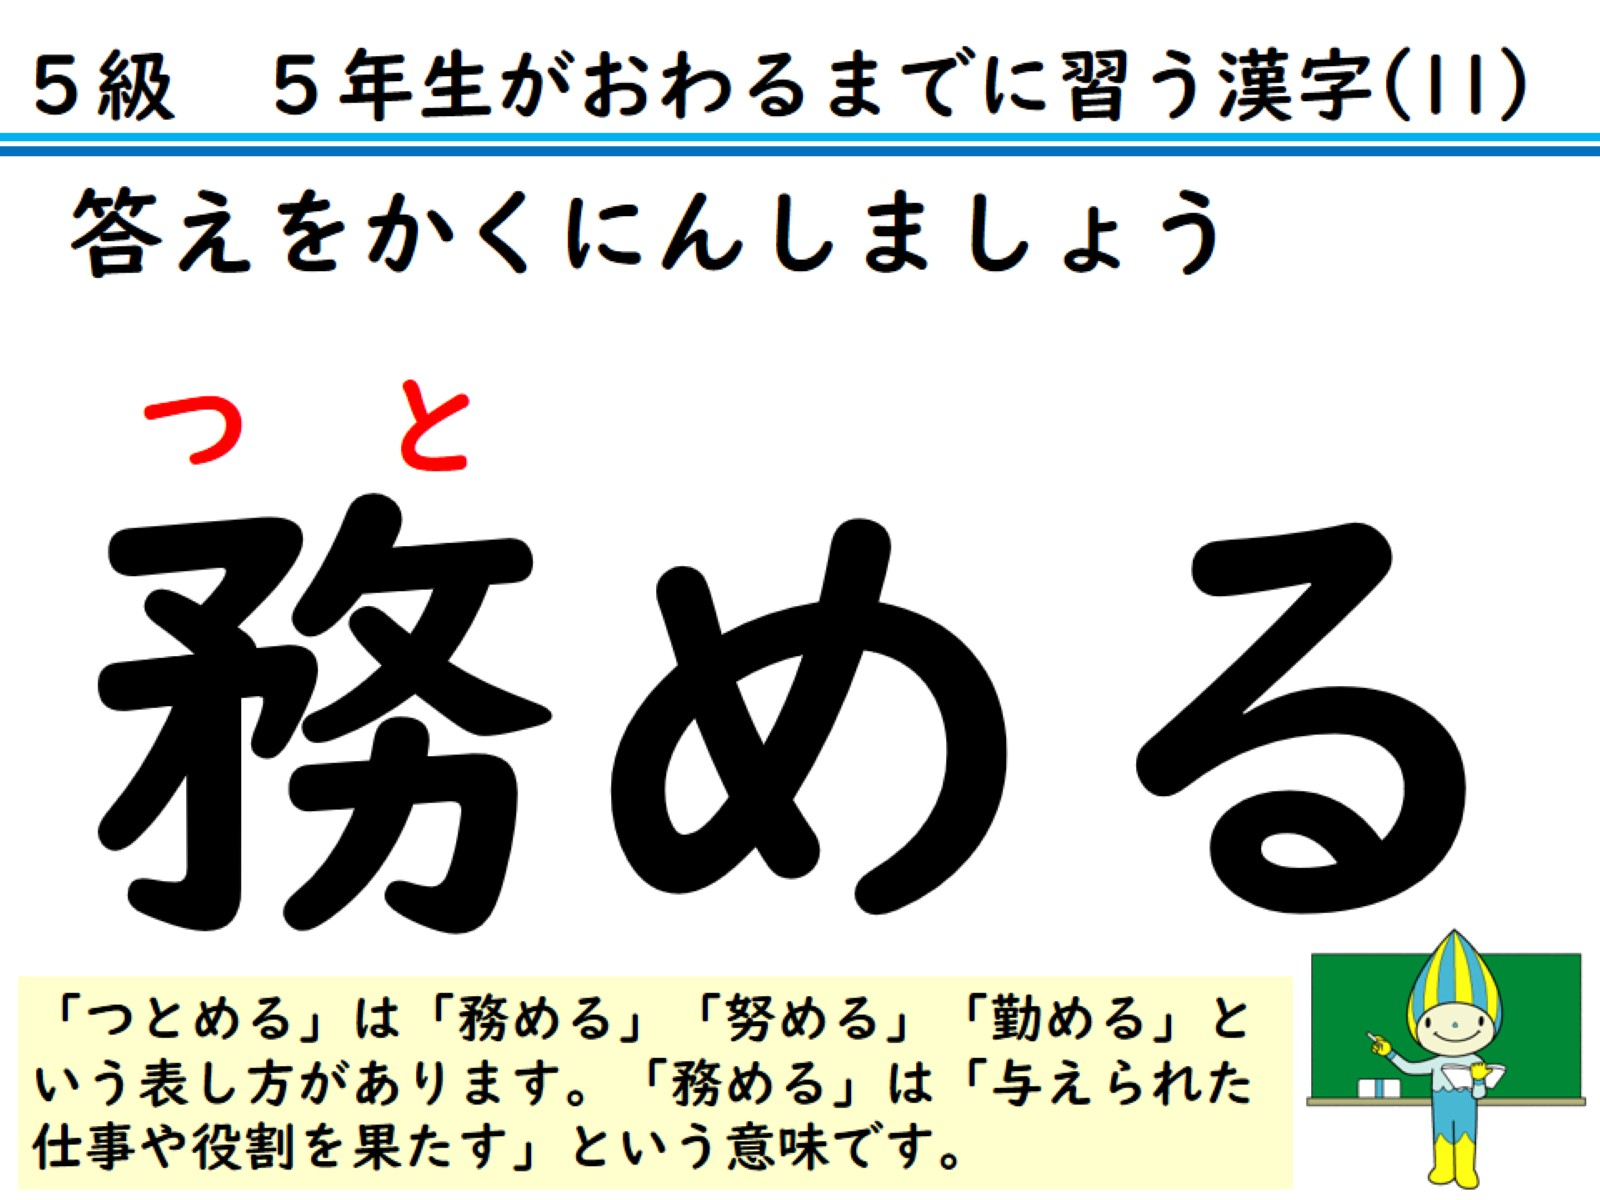 ５級　５年生がおわるまでに習う漢字(11)
答えをかくにんしましょう
つと
務める
「つとめる」は「務める」「努める」「勤める」と
いう表し方があります。「務める」は「与えられた
仕事や役割を果たす」という意味です。